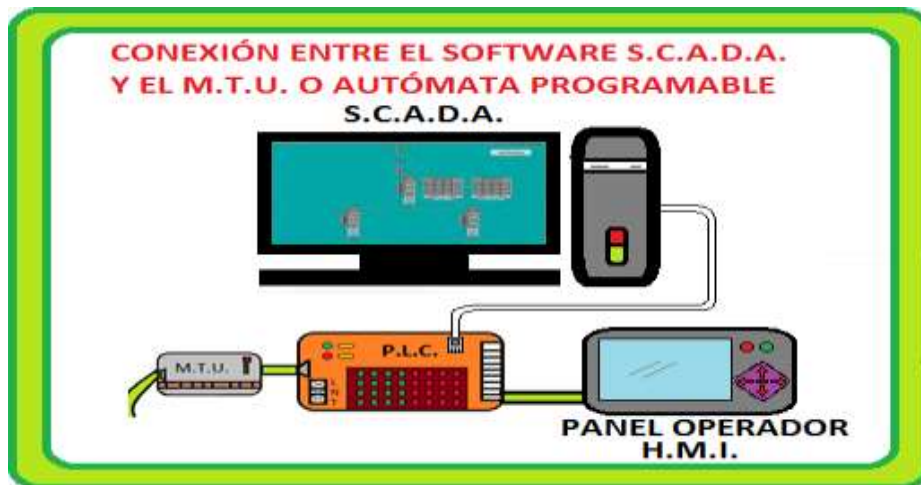 CONEXIÓN ENTRE EL SOFTWARE S.C.A.D.A.
Y EL M.T.U. O AUTÓMATA PROGRAMABLE
S.C.A.D.A.
P.L.C.
M.T.U.
PANEL OPERADOR
H.M.I.